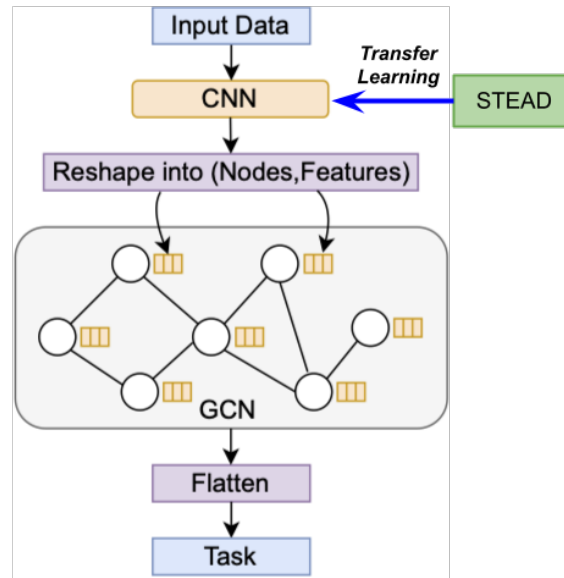 Input Data
Transfer
Learning
CNN
STEAD
Reshape into (Nodes,Features)
GCN
Flatten
Task